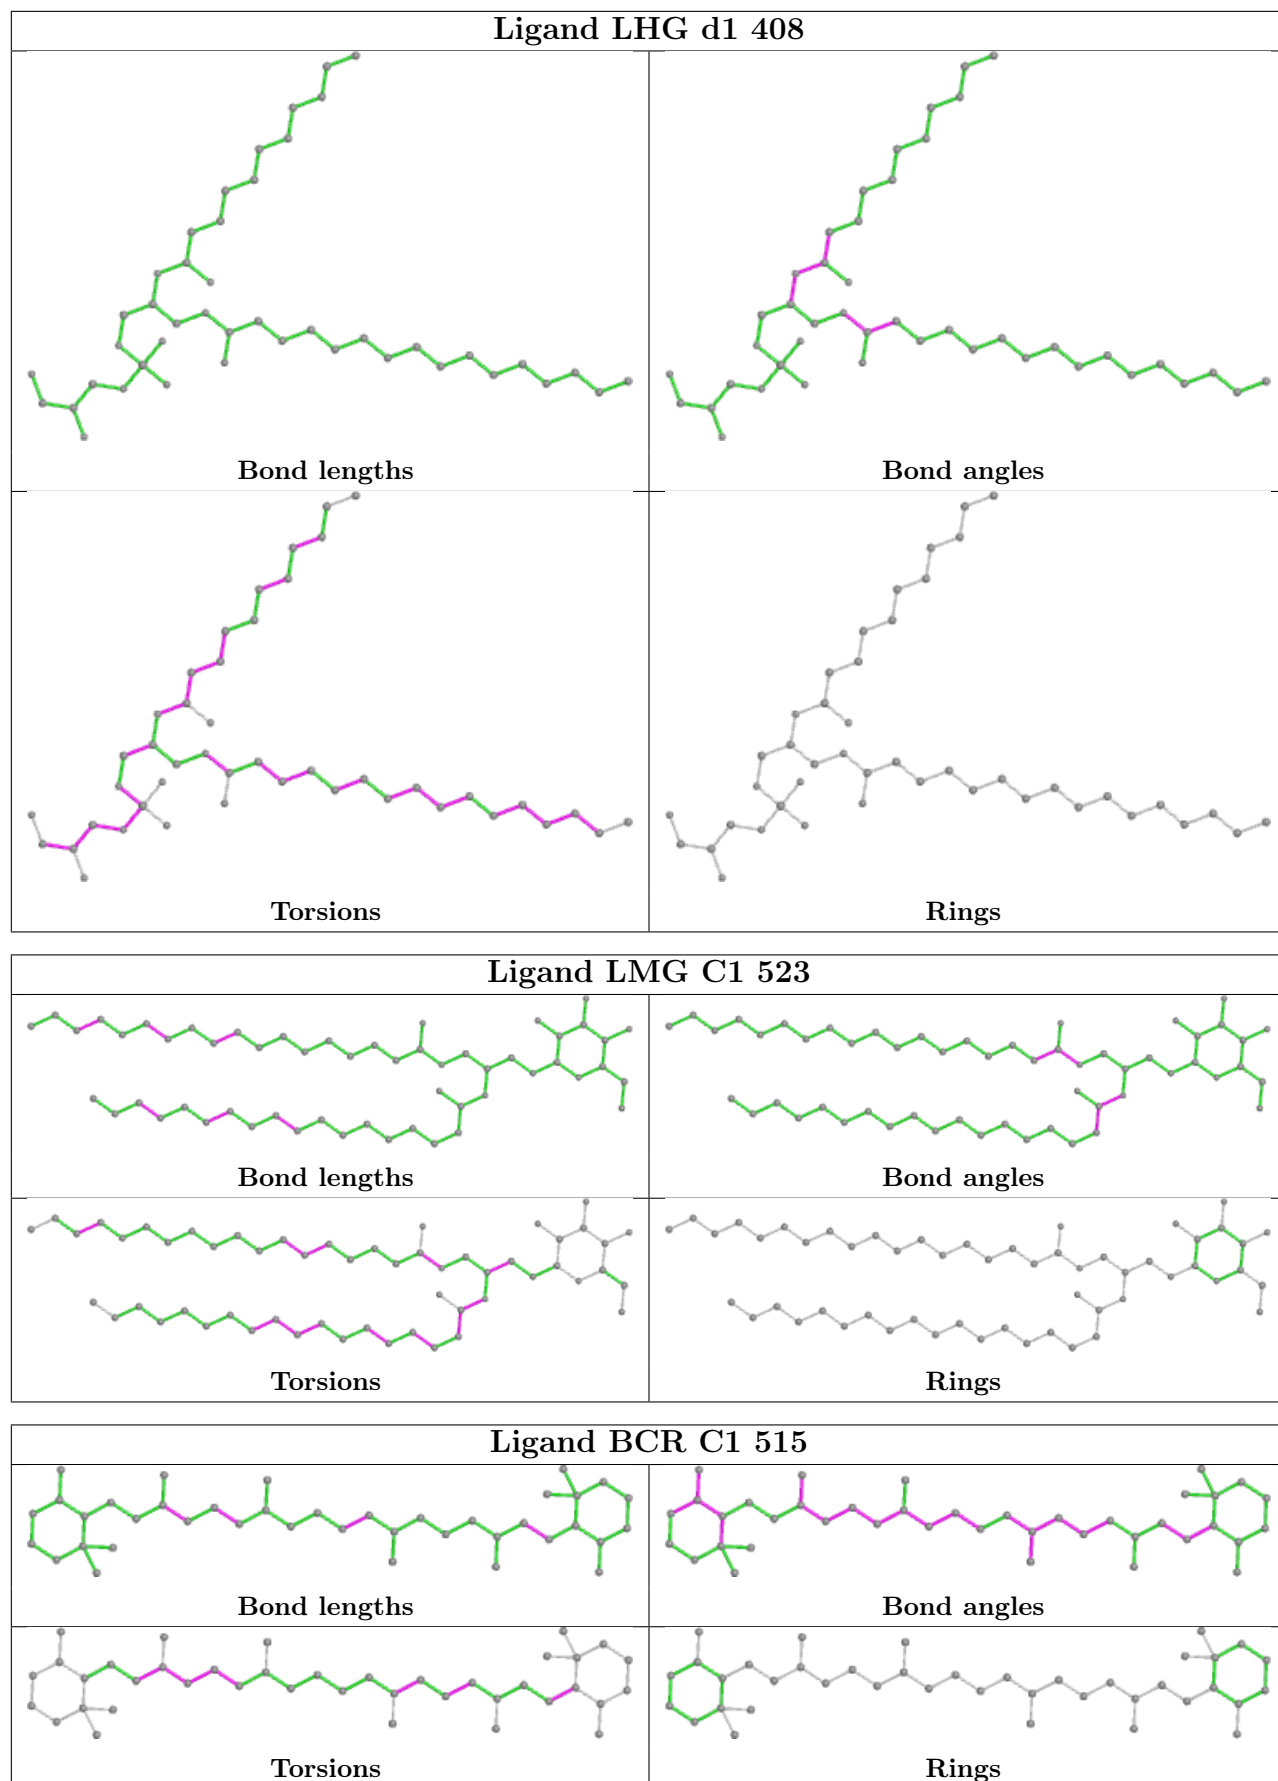 Ligand LHG d1 408
Bond lengths
Bond angles
Torsions
Rings
Ligand LMG C1 523
Bond lengths
Bond angles
Torsions
Rings
Ligand BCR C1 515
Bond lengths
Bond angles
Torsions
Rings